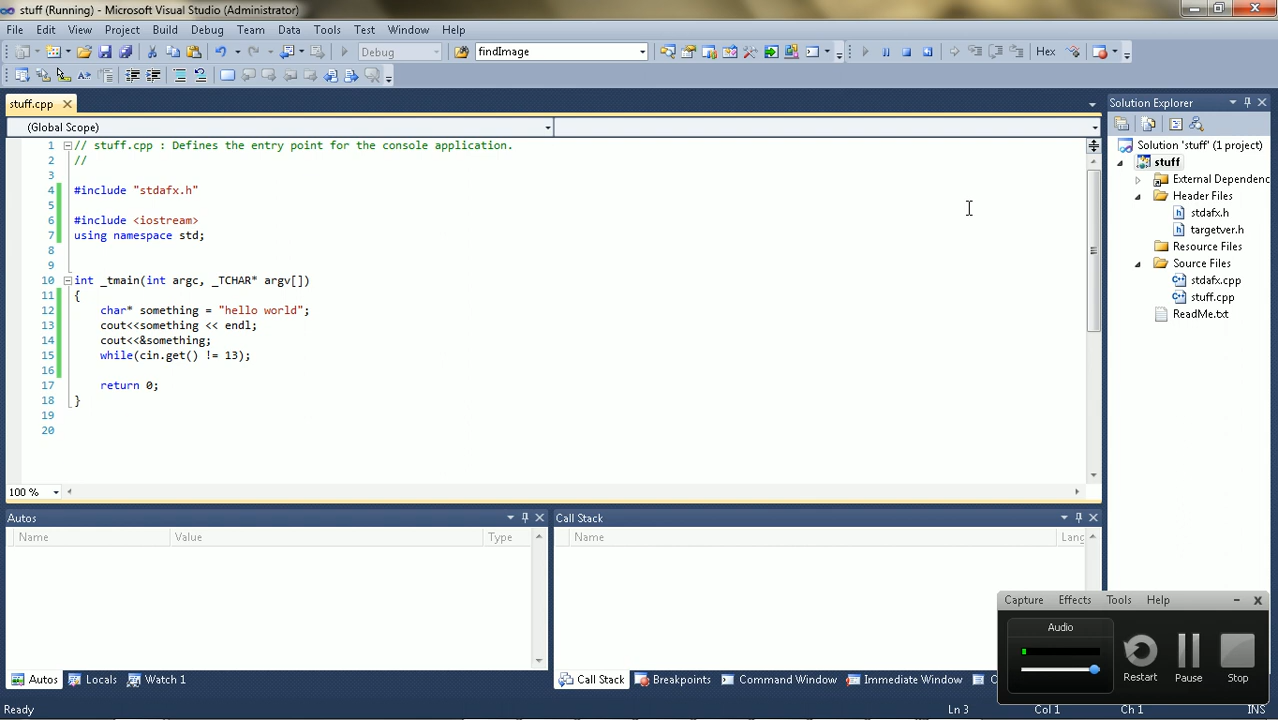 stuff (Running) - Microsoft Visual Studio (Administrator)
File Edit View Project Build Debug Team Data Tools Test Window Help
Debug findImage Hex
stuff.cpp
(Global Scope)
1 // stuff.cpp : Defines the entry point for the console application.
2 //
3
4 #include "stdafx.h"
5
6 #include <iostream>
7 using namespace std;
8
9
10 int _tmain(int argc, _TCHAR* argv[])
11 {
12 char* something = "hello world";
13 cout<<something << endl;
14 cout<<&something;
15 while(cin.get() != 13);
16
17 return 0;
18 }
19
20
100 %
Solution Explorer
Solution 'stuff' (1 project)
stuff
External Dependenc
Header Files
stdafx.h
targetver.h
Resource Files
Source Files
stdafx.cpp
stuff.cpp
ReadMe.txt
Autos
Name Value Type
Call Stack
Name Lang
Autos Locals Watch 1
Call Stack Breakpoints Command Window Immediate Window
Capture Effects Tools Help
Audio
Restart Pause Stop
Ready Ln 3 Col 1 Ch 1 INS